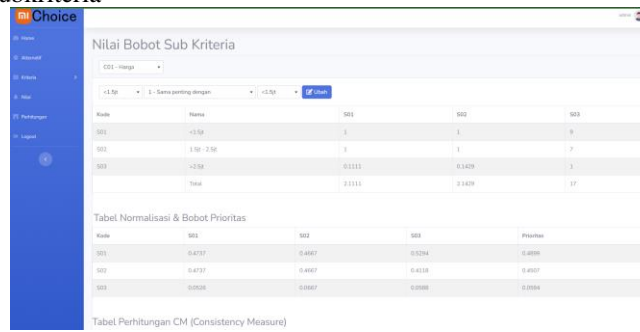 subkriteria
mi Choice
admin
Home
Alternatif
Kriteria
Nilai
Perhitungan
Logout
Nilai Bobot Sub Kriteria
C01 - Harga
<1.5jt 1 - Sama penting dengan <1.5jt Ubah
Kode Nama S01 S02 S03
S01 <1.5jt 1 1 9
S02 1.5jt - 2.5jt 1 1 7
S03 0.1111 0.1429 1
Total 2.1111 2.1429 17
Tabel Normalisasi & Bobot Prioritas
Kode S01 S02 S03 Prioritas
S01 0.4737 0.4667 0.5294 0.4899
S02 0.4737 0.4667 0.4118 0.4507
S03 0.0526 0.0667 0.0588 0.0594
Tabel Perhitungan CM (Consistency Measure)